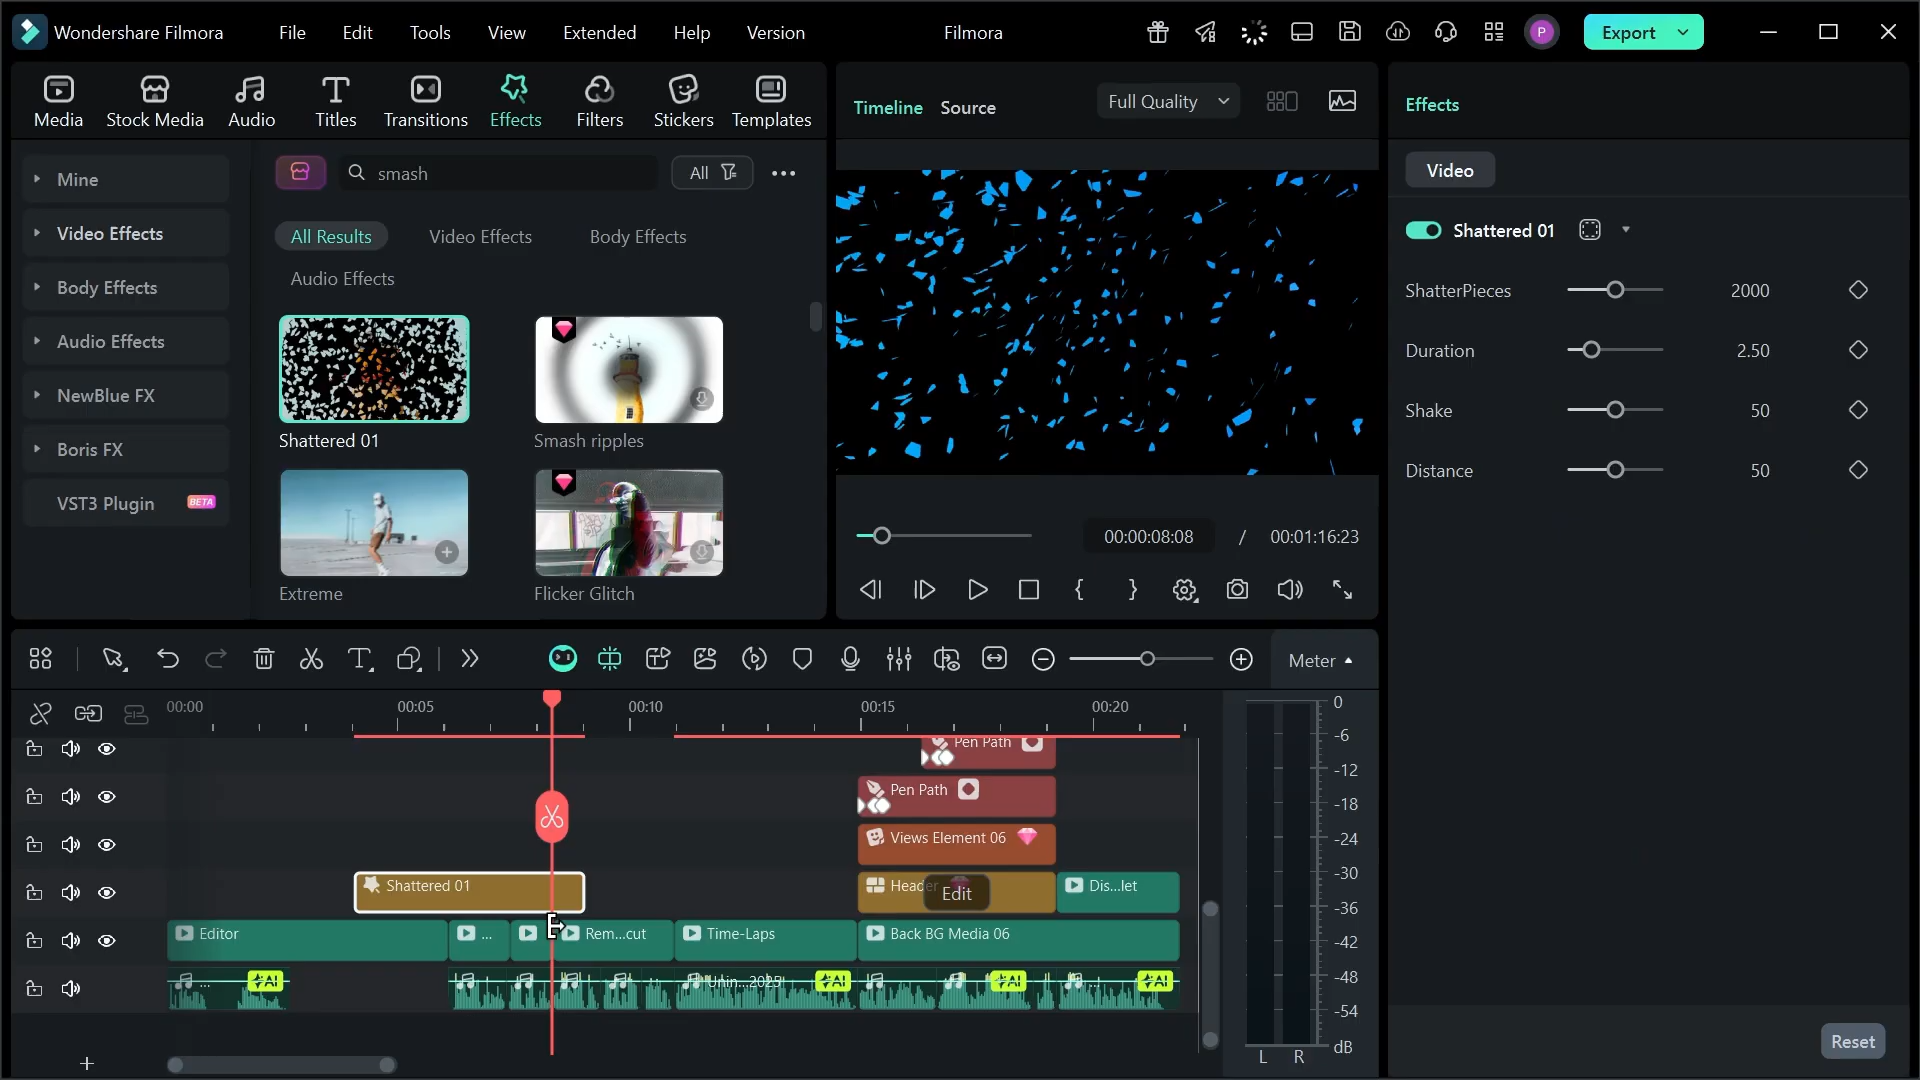 Wondershare Filmora
File
Edit
Tools
View
Extended
Help
Version
Filmora
P
Export
Media
Stock Media
Audio
Titles
Transitions
Effects
Filters
Stickers
Templates
Timeline
Source
Full Quality
Effects
Mine
Video Effects
Body Effects
Audio Effects
NewBlue FX
Boris FX
VST3 Plugin
BETA
smash
All
All Results
Video Effects
Body Effects
Audio Effects
Shattered 01
Smash ripples
Extreme
Flicker Glitch
00:00:08:08 / 00:01:16:23
Video
Shattered 01
ShatterPieces 2000
Duration 2.50
Shake 50
Distance 50
Reset
Meter
00:00
00:05
00:10
00:15
00:20
Pen Path
Pen Path
Views Element 06
Shattered 01
Header
Edit
Dis...let
Editor
...
Rem...cut
Time-Laps
Back BG Media 06
...
AI
Unin...2025
AI
AI
...
AI
0
-6
-12
-18
-24
-30
-36
-42
-48
-54
dB
L R